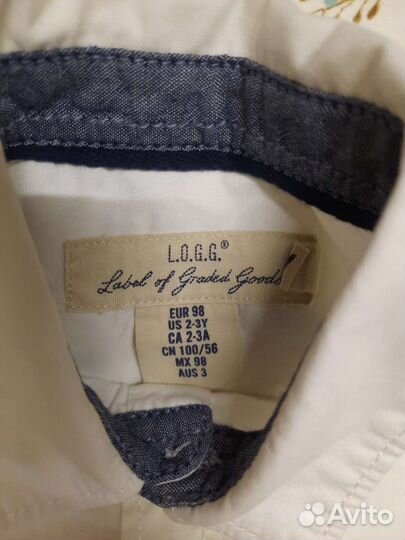 L.O.G.G.®
Label of Graded Goods
EUR 98
US 2-3Y
CA 2-3A
CN 100/56
MX 98
AUS 3
Avito